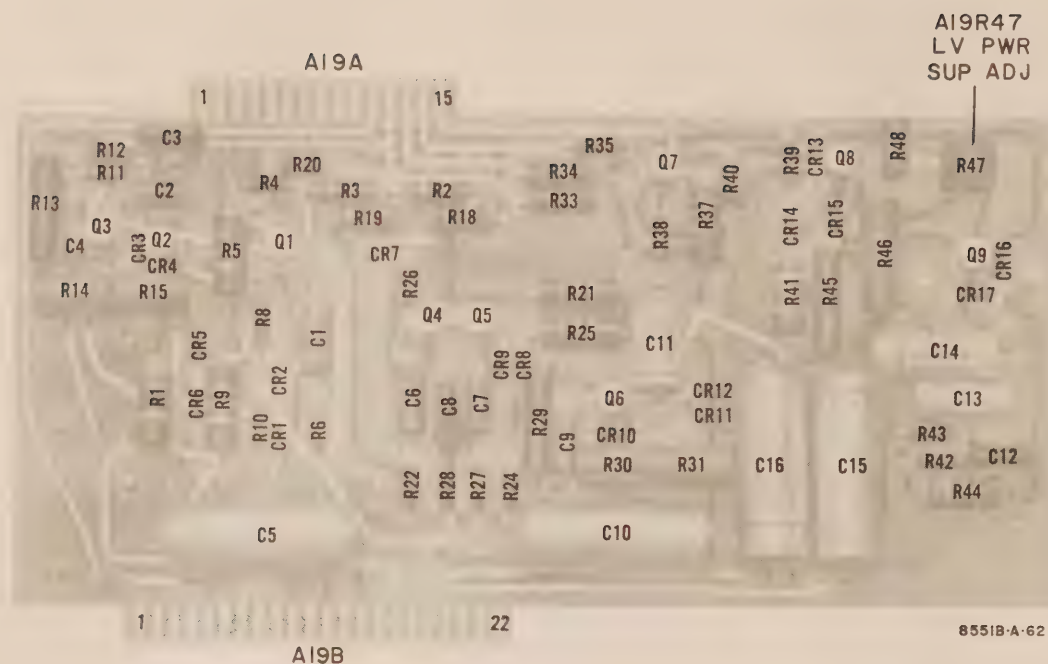 A19R47
LV PWR
SUP ADJ
A19A
1 15
C3
R12
R11
R20
R4
C2
R3
R2
R13
R19
R18
Q3
C4
CR3
Q2
CR4
R5
Q1
CR7
R14
R15
R26
R8
Q4
Q5
C1
CR5
CR9
CR8
R1
CR6
R9
CR2
R10
CR1
R6
C6
C8
C7
R22
R28
R27
R24
C5
R35
R34
R33
Q7
R40
R39
CR13
Q8
R48
R47
R38
R37
CR14
CR15
R46
Q9
CR16
CR17
R21
R41
R45
R25
C11
C14
Q6
CR12
CR11
C13
R29
C9
CR10
R30
R31
C16
C15
R43
R42
C12
R44
C10
1 22
A19B
8551B-A-62